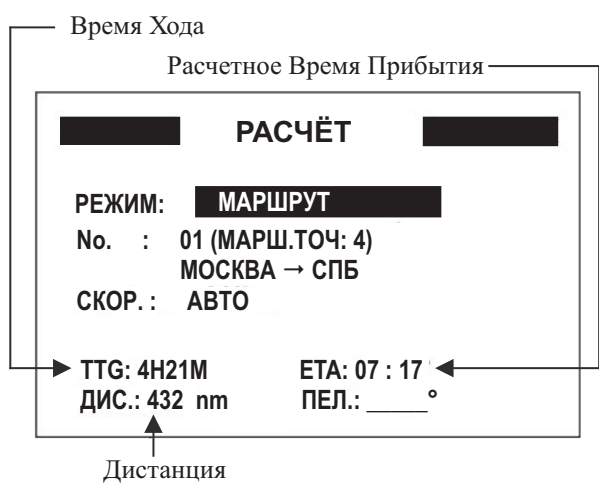 Время Хода
Расчетное Время Прибытия
РАСЧЁТ
РЕЖИМ: МАРШРУТ
No. : 01 (МАРШ.ТОЧ: 4)
МОСКВА → СПБ
СКОР. : АВТО
TTG: 4H21M ETA: 07 : 17
ДИС.: 432 nm ПЕЛ.: _____°
Дистанция